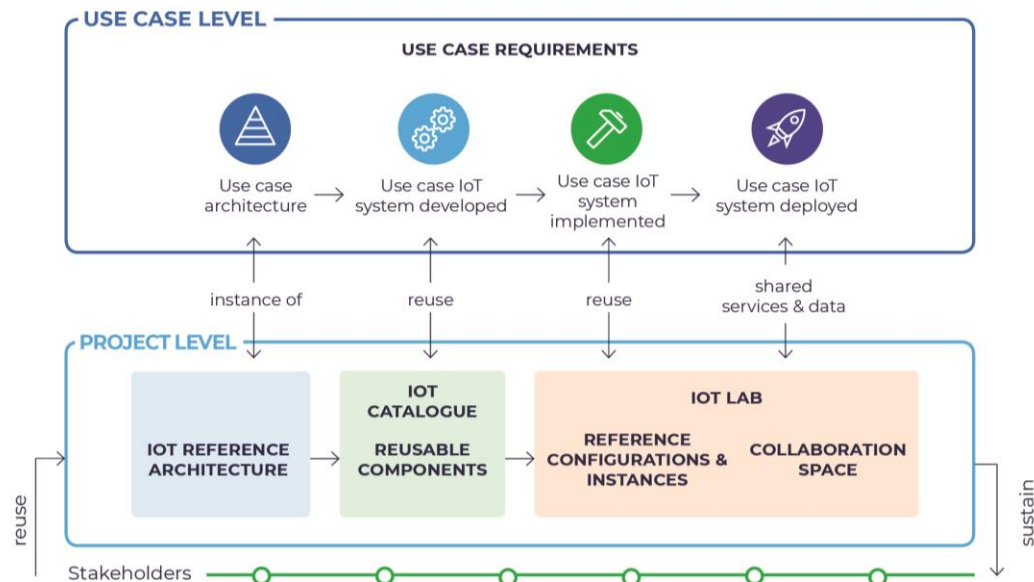 USE CASE LEVEL
USE CASE REQUIREMENTS
Use case
architecture
Use case IoT
system developed
Use case IoT
system
implemented
Use case IoT
system deployed
instance of
reuse
reuse
shared
services & data
PROJECT LEVEL
IOT REFERENCE
ARCHITECTURE
IOT
CATALOGUE
REUSABLE
COMPONENTS
IOT LAB
REFERENCE
CONFIGURATIONS &
INSTANCES
COLLABORATION
SPACE
reuse
sustain
Stakeholders